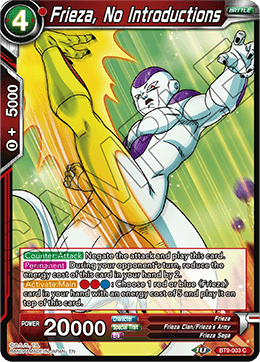 4
Frieza, No Introductions
BATTLE
+ 5000
Counter:Attack Negate the attack and play this card.
Permanent During your opponent's turn, reduce the
energy cost of this card in your hand by 2.
Activate:Main : Choose 1 red or blue 《Frieza》
card in your hand with an energy cost of 5 and play it on
top of this card.
BT9-003 C
POWER 20000
Character Frieza
Special Trait Frieza Clan/Frieza's Army
Era Frieza Saga